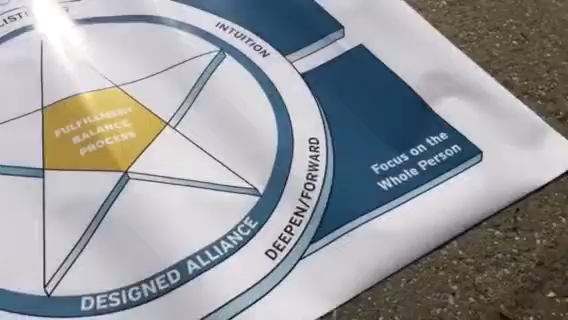 INTUITION
FULFILLMENT
BALANCE
PROCESS
DEEPEN/FORWARD
Focus on the
Whole Person
DESIGNED ALLIANCE